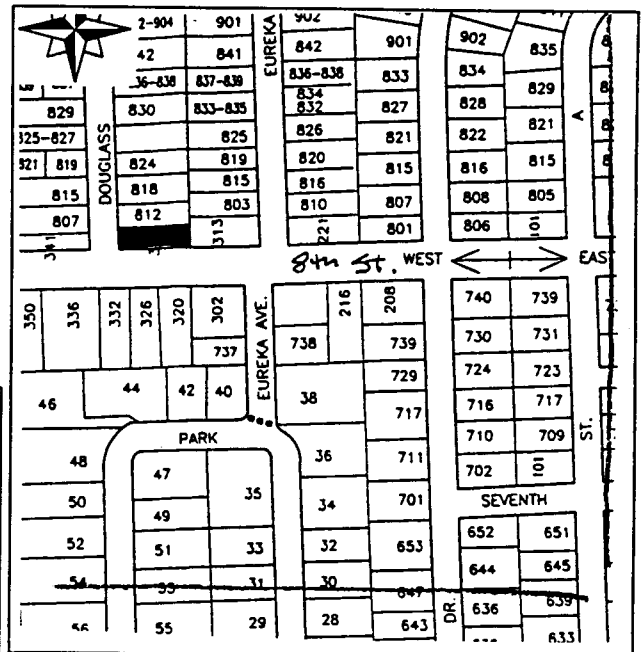 2-904 901 EUREKA 902 901 902 835
42 841 842
36-838 837-839 836-838 833 834 829
834
829 830 833-835 832 827 828 821 A
825-827 825 826 821 822
821 819 824 819 820 815 816 815
DOUGLASS
815 818 815 816 808 805
807 812 803 810 807
341 313 221 801 806 101
8th St. WEST EAST
350 336 332 326 320 302 EUREKA AVE. 216 208 740 739
737 738 739 730 731
46 44 42 40 38 729 724 723
717 716 717 ST.
PARK
48 47 35 36 711 710 709
702 101
50 49 34 701 SEVENTH
52 51 33 32 653 652 651
54 53 31 30 647 644 645
56 55 29 28 643 DR. 636 639
633